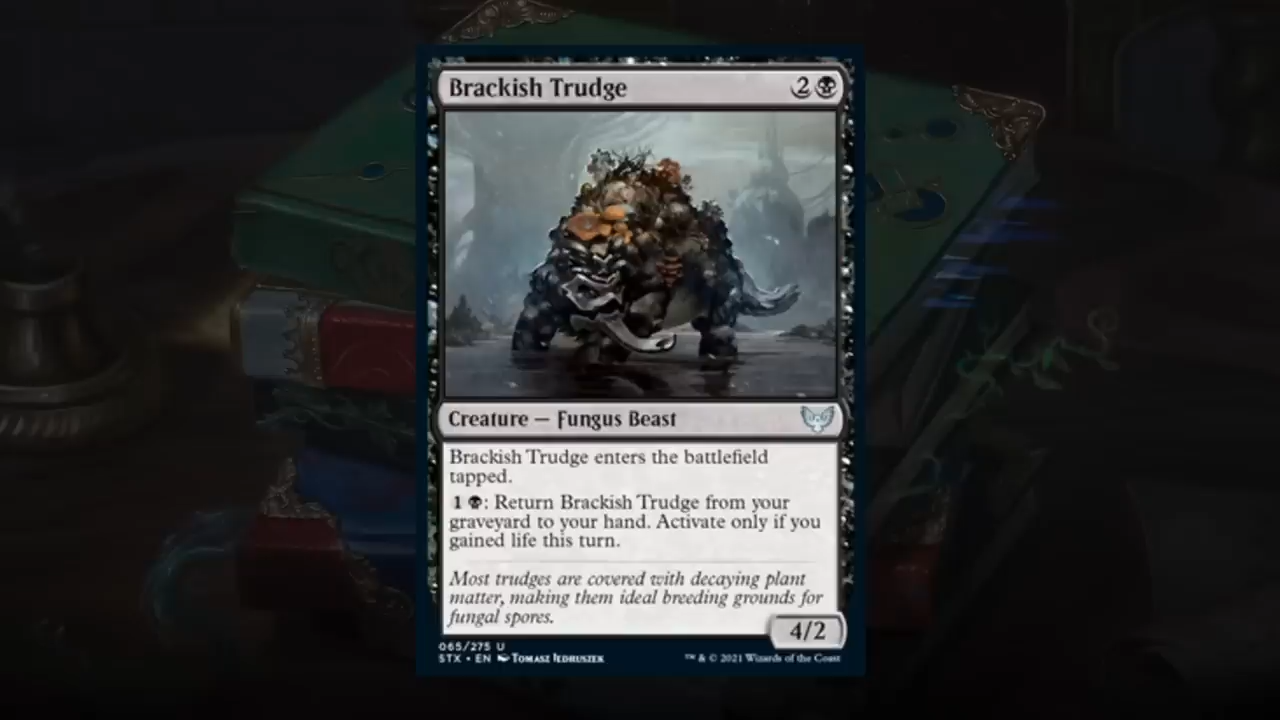 Brackish Trudge 2
Creature — Fungus Beast
Brackish Trudge enters the battlefield
tapped.
1 : Return Brackish Trudge from your
graveyard to your hand. Activate only if you
gained life this turn.
Most trudges are covered with decaying plant
matter, making them ideal breeding grounds for
fungal spores.
4/2
065/275 U
STX • EN Tomasz Jedruszek
™ & © 2021 Wizards of the Coast